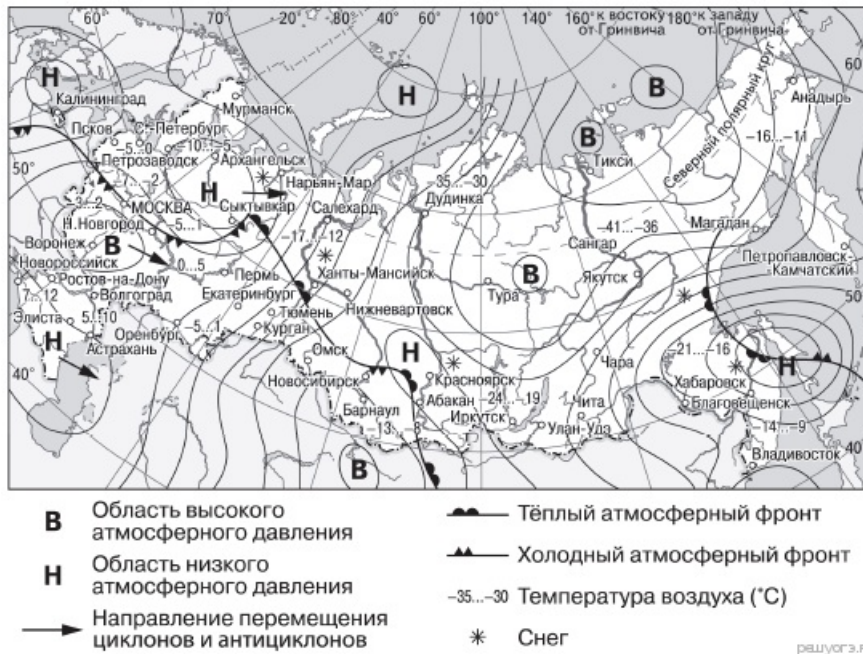 60° 70° 20° 40° 60° 100° 140° 160° к востоку от Гринвича 180° к западу от Гринвича
60°
Н
Калининград
Мурманск
Н
В
В
Северный полярный круг
Анадырь
-16...-11
Псков
С.-Петербург
-5...0
-10...-5
Петрозаводск
Архангельск
Тикси
50°
-7...-2
Н
Нарьян-Мар
-35...-30
Дудинка
МОСКВА
Сыктывкар
Салехард
-41...-36
Магадан
-3...2
Н.Новгород
-5...-1
-17...-12
Сангар
Воронеж
В
Петропавловск-
Камчатский
Новороссийск
0...5
Пермь
Ханты-Мансийск
В
Якутск
Ростов-на-Дону
Екатеринбург
Тура
50°
7...12
Волгоград
Нижневартовск
Тюмень
Элиста
5...10
Оренбург
-5...1
Курган
-21...-16
Н
Астрахань
Омск
Н
Чара
Н
Новосибирск
Красноярск
Хабаровск
40°
Абакан
-24...-19
Благовещенск
Барнаул
Иркутск
Чита
-13...-8
Улан-Удэ
-14...-9
40°
В
Владивосток
В Область высокого
атмосферного давления
Н Область низкого
атмосферного давления
Направление перемещения
циклонов и антициклонов
Тёплый атмосферный фронт
Холодный атмосферный фронт
-35...-30 Температура воздуха (°С)
Снег